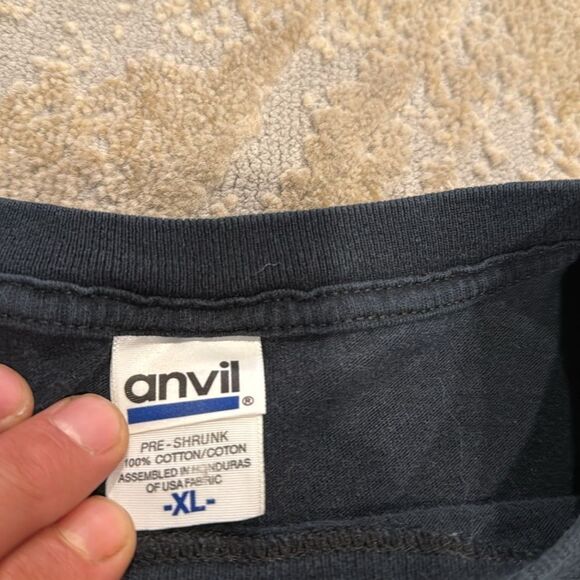 anvil®
PRE-SHRUNK
100% COTTON/COTON
ASSEMBLED IN HONDURAS
OF USA FABRIC
-XL-